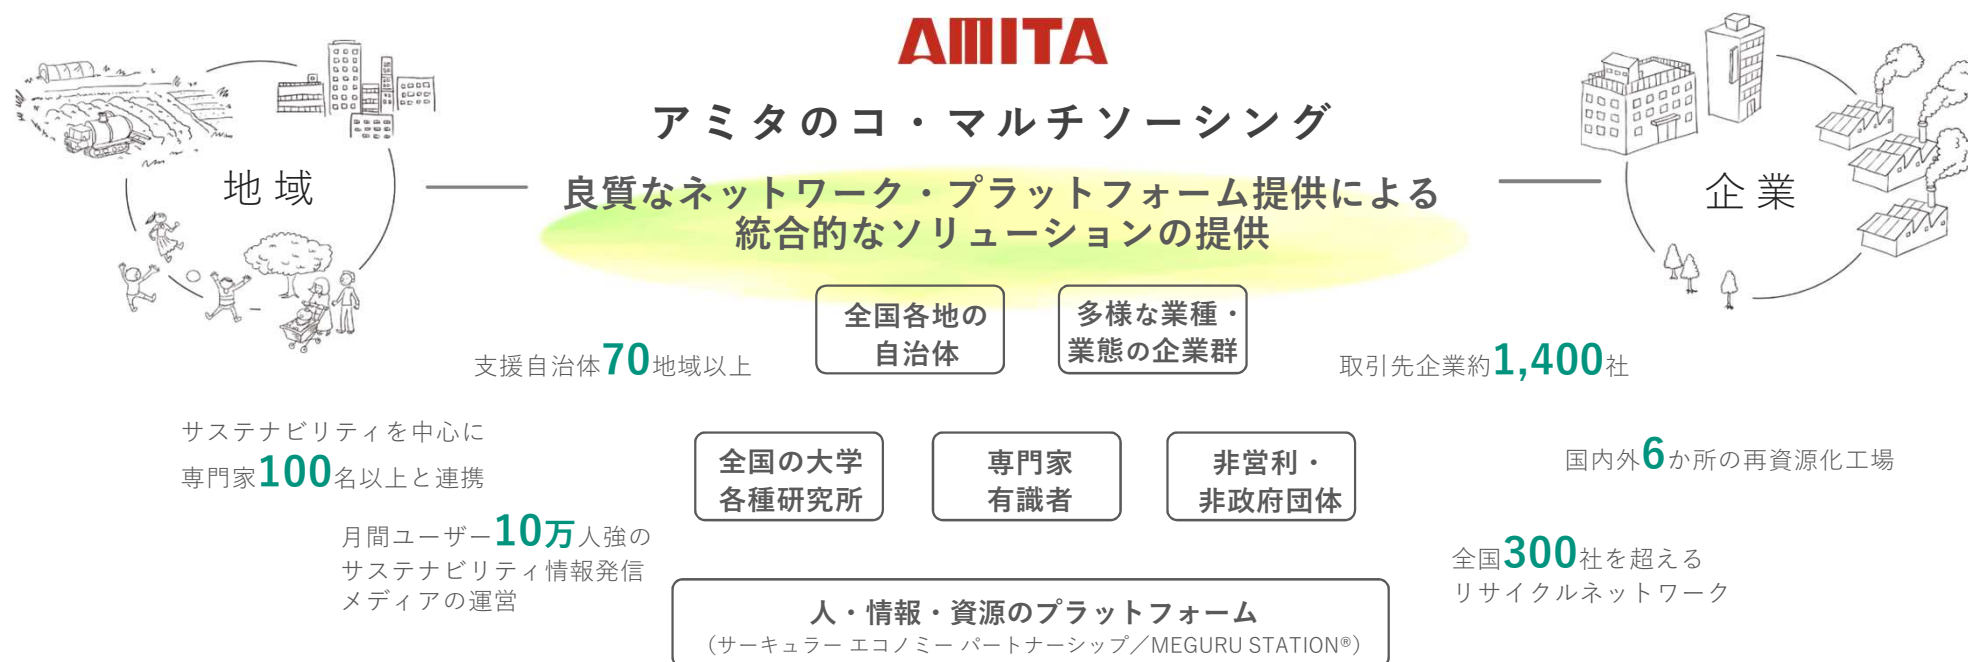 AMITA
アミタのコ・マルチソーシング
地域
良質なネットワーク・プラットフォーム提供による
統合的なソリューションの提供
企業
全国各地の
自治体
多様な業種・
業態の企業群
支援自治体70地域以上
取引先企業約1,400社
サステナビリティを中心に
専門家100名以上と連携
全国の大学
各種研究所
専門家
有識者
非営利・
非政府団体
国内外6か所の再資源化工場
月間ユーザー10万人強の
サステナビリティ情報発信
メディアの運営
全国300社を超える
リサイクルネットワーク
人・情報・資源のプラットフォーム
（サーキュラー エコノミー パートナーシップ／MEGURU STATION®）